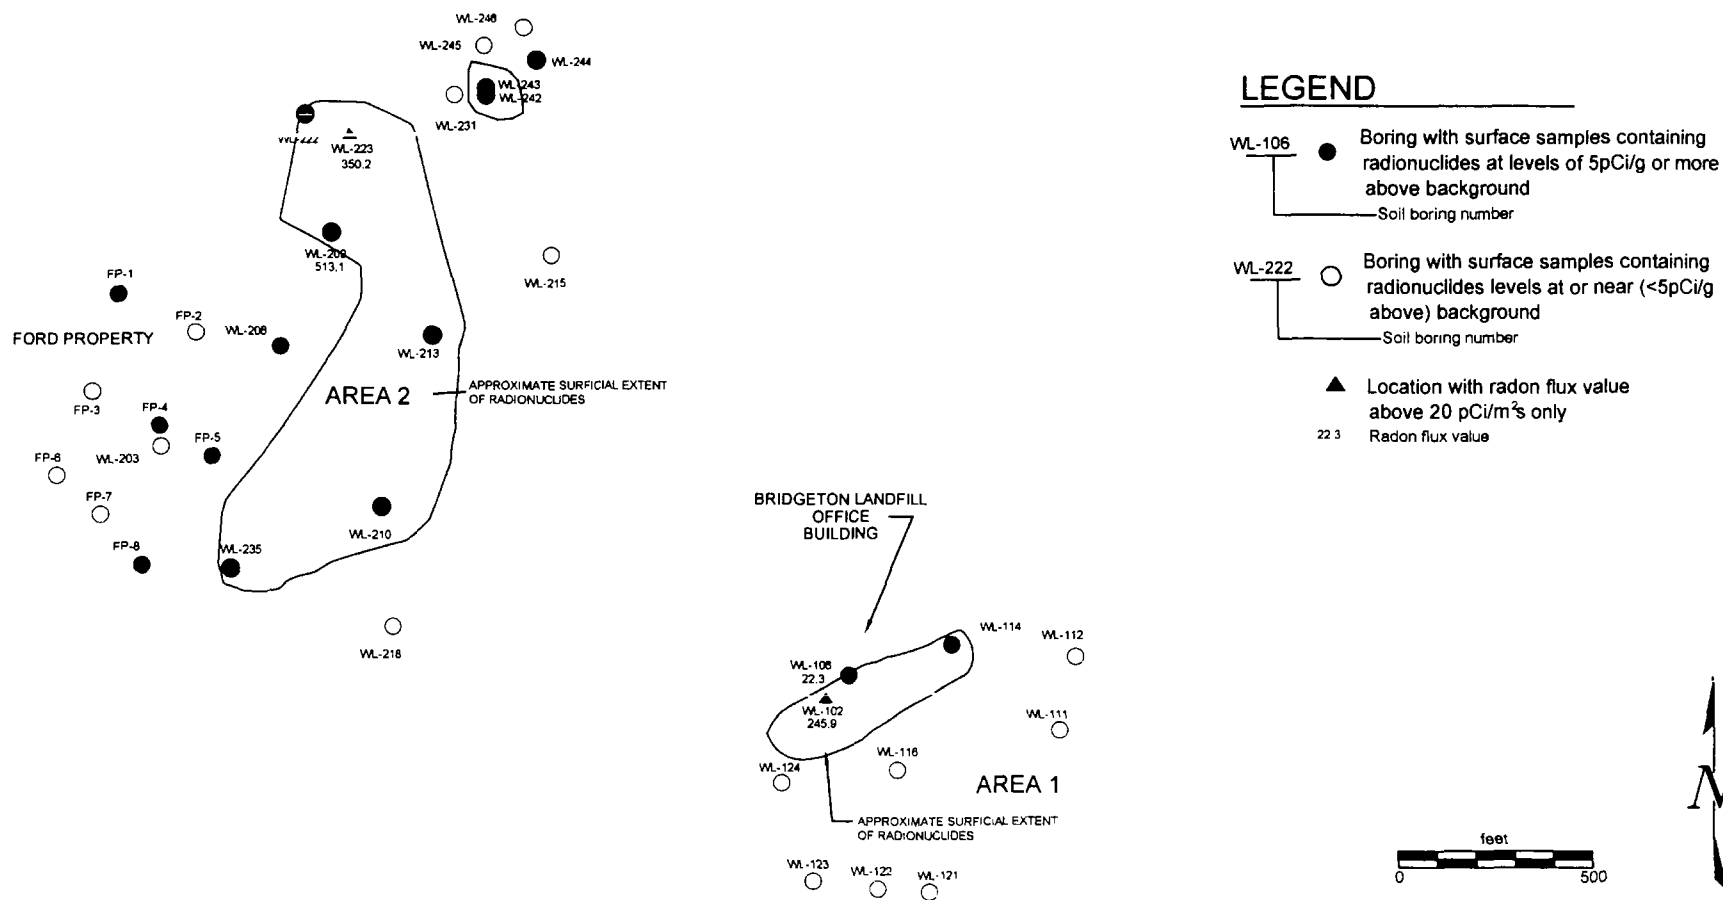 WL-246
WL-245
WL-244
WL-243
WL-242
WL-231
WL-222
WL-223
350.2
WL-209
513.1
WL-215
FP-1
FP-2
WL-208
FORD PROPERTY
WL-213
AREA 2
APPROXIMATE SURFICIAL EXTENT
OF RADIONUCLIDES
FP-3
FP-4
FP-5
WL-203
FP-6
FP-7
FP-8
WL-235
WL-210
WL-218
BRIDGETON LANDFILL
OFFICE
BUILDING
WL-114
WL-112
WL-106
22.3
WL-102
245.9
WL-111
WL-116
WL-124
AREA 1
APPROXIMATE SURFICIAL EXTENT
OF RADIONUCLIDES
WL-123
WL-122
WL-121
LEGEND
WL-106
Boring with surface samples containing
radionuclides at levels of 5pCi/g or more
above background
Soil boring number
WL-222
Boring with surface samples containing
radionuclides levels at or near (<5pCi/g
above) background
Soil boring number
Location with radon flux value
above 20 pCi/m²s only
22.3 Radon flux value
N
feet
0 500